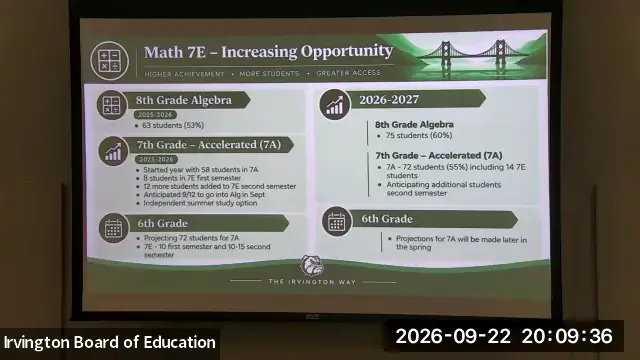 Math 7E – Increasing Opportunity
HIGHER ACHIEVEMENT • MORE STUDENTS • GREATER ACCESS
8th Grade Algebra
2025-2026
• 63 students (53%)
7th Grade – Accelerated (7A)
2025-2026
• Started year with 58 students in 7A
• 8 students in 7E first semester
• 12 more students added to 7E second semester
• Anticipated 9/12 to go into Alg in Sept
• Independent summer study option
6th Grade
• Projecting 72 students for 7A
• 7E - 10 first semester and 10-15 second
semester
2026-2027
8th Grade Algebra
• 75 students (60%)
7th Grade – Accelerated (7A)
• 7A - 72 students (55%) including 14 7E
students
• Anticipating additional students
second semester
6th Grade
• Projections for 7A will be made later in
the spring
THE IRVINGTON WAY
Irvington Board of Education
2026-09-22 20:09:36